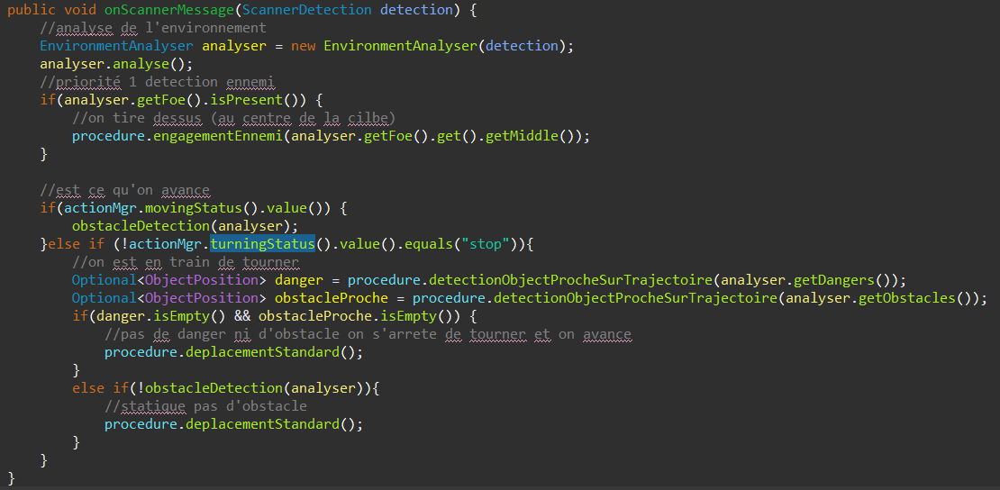 public void onScannerMessage(ScannerDetection detection) {
    //analyse de l'environnement
    EnvironmentAnalyser analyser = new EnvironmentAnalyser(detection);
    analyser.analyse();
    //priorité 1 detection ennemi
    if(analyser.getFoe().isPresent()) {
        //on tire dessus (au centre de la cilbe)
        procedure.engagementEnnemi(analyser.getFoe().get().getMiddle());
    }

    //est ce qu'on avance
    if(actionMgr.movingStatus().value()) {
        obstacleDetection(analyser);
    }else if (!actionMgr.turningStatus().value().equals("stop")){
        //on est en train de tourner
        Optional<ObjectPosition> danger = procedure.detectionObjectProcheSurTrajectoire(analyser.getDangers());
        Optional<ObjectPosition> obstacleProche = procedure.detectionObjectProcheSurTrajectoire(analyser.getObstacles());
        if(danger.isEmpty() && obstacleProche.isEmpty()) {
            //pas de danger ni d'obstacle on s'arrete de tourner et on avance
            procedure.deplacementStandard();
        }
        else if(!obstacleDetection(analyser)){
            //statique pas d'obstacle
            procedure.deplacementStandard();
        }
    }
}